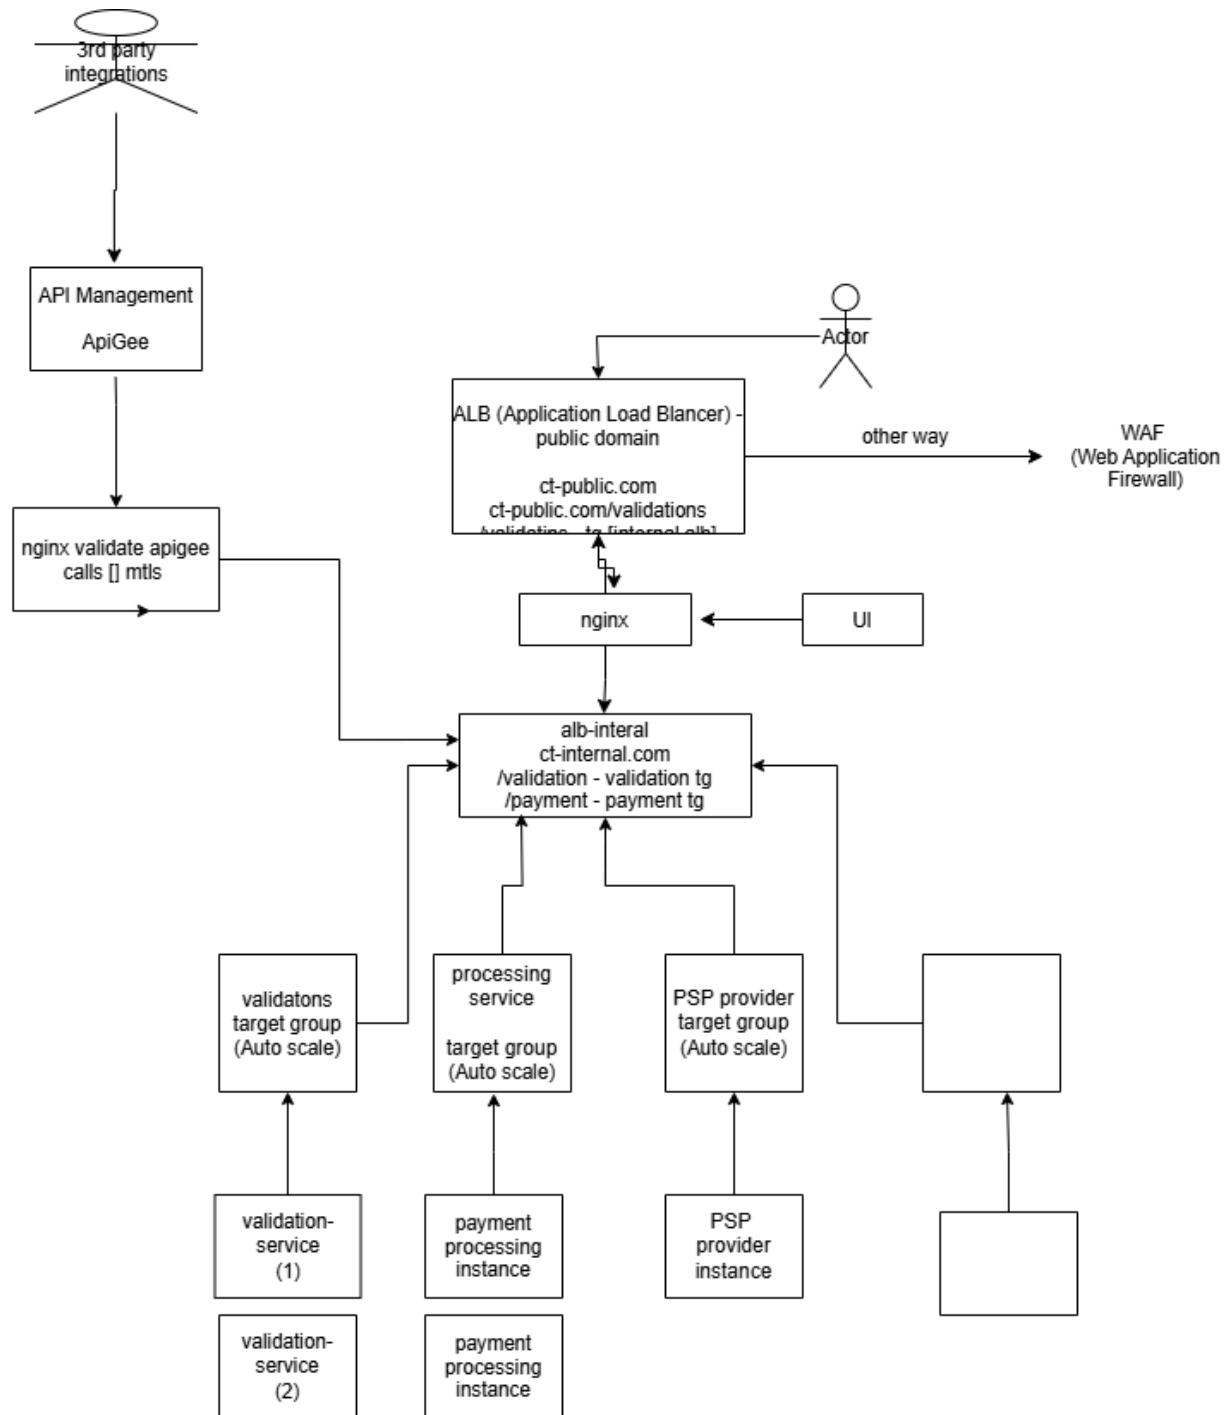 3rd party
integrations
API Management
ApiGee
Actor
ALB (Application Load Blancer) -
public domain
ct-public.com
ct-public.com/validations
/validatins - tg [internal alb]
other way
WAF
(Web Application
Firewall)
nginx validate apigee
calls [] mtls
nginx
UI
alb-interal
ct-internal.com
/validation - validation tg
/payment - payment tg
validatons
target group
(Auto scale)
processing
service
target group
(Auto scale)
PSP provider
target group
(Auto scale)
validation-
service
(1)
payment
processing
instance
PSP
provider
instance
validation-
service
(2)
payment
processing
instance